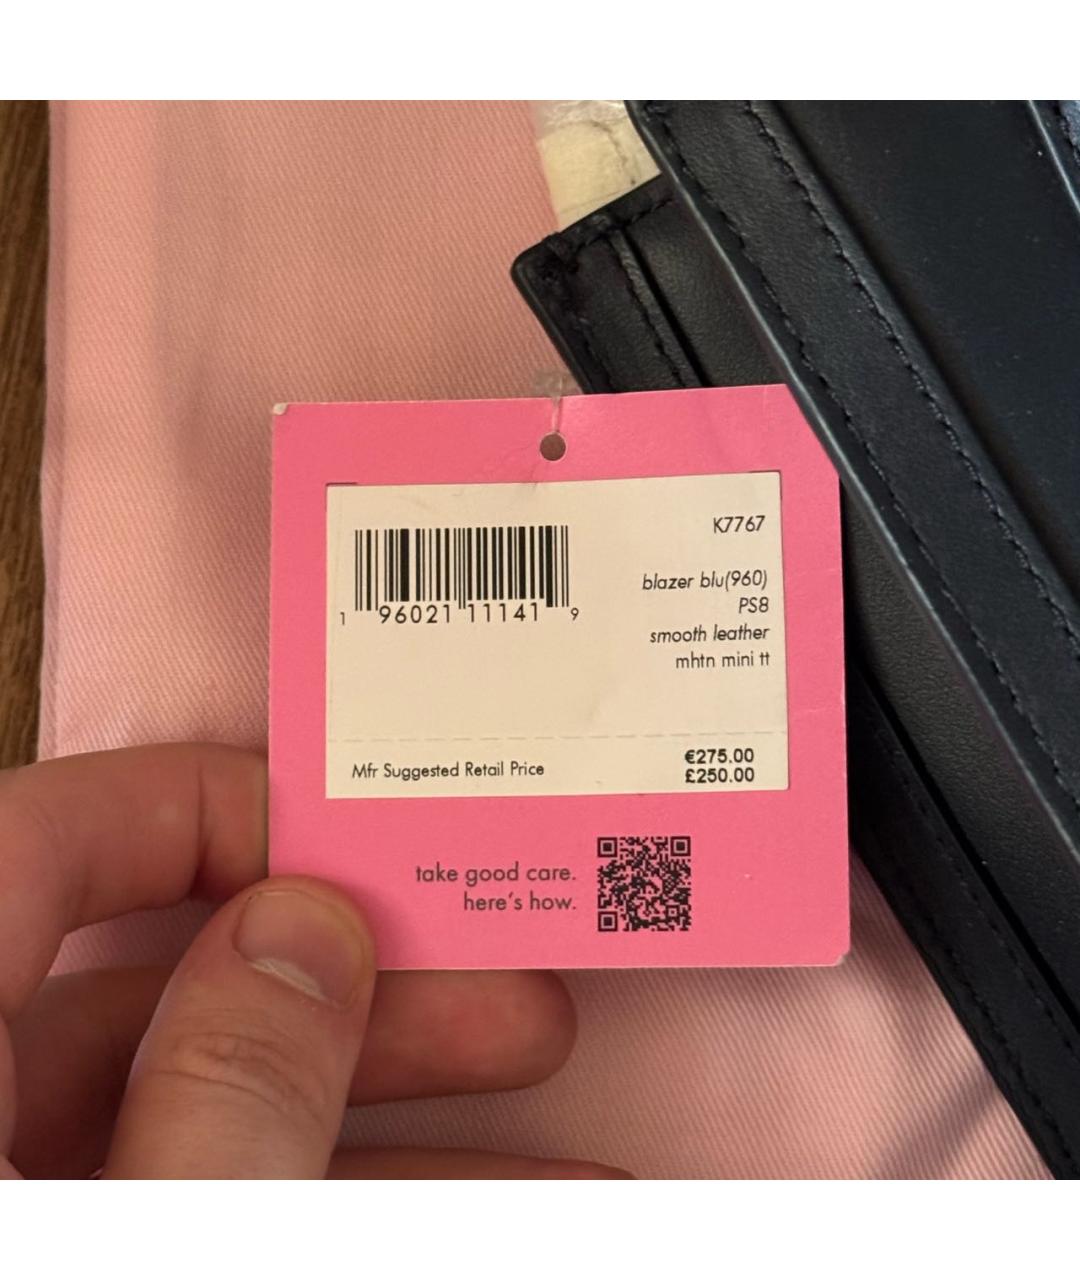 K7767
blazer blu(960)
PS8
smooth leather
mhtn mini tt
1 96021 11141 9
Mfr Suggested Retail Price
€275.00
£250.00
take good care.
here's how.